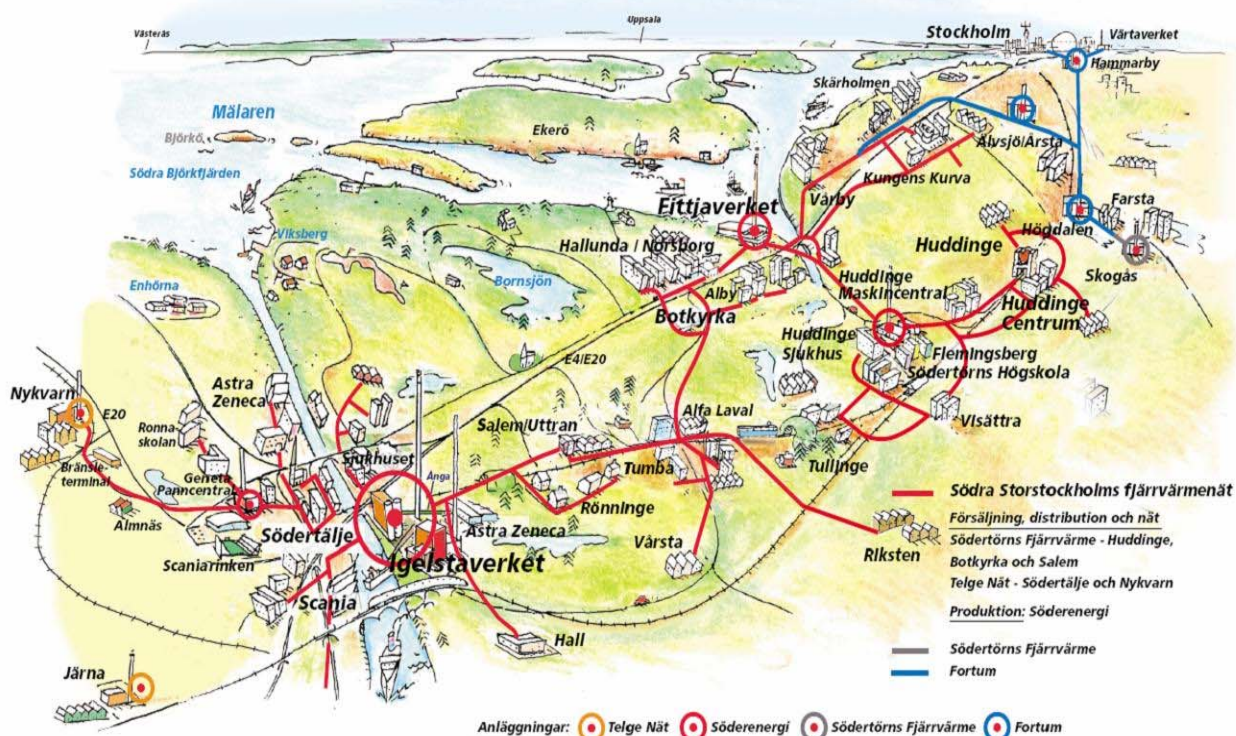 Västerås
Uppsala
Stockholm
Värtaverket
Hammarby
Skärholmen
Mälaren
Björkö
Ekerö
Älvsjö/Årsta
Södra Björkfjärden
Kungens Kurva
Vårby
Fittjaverket
Farsta
Högdalen
Viksberg
Hallunda / Norsborg
Huddinge
Skogås
Enhörna
Bornsjön
Alby
Huddinge
Maskincentral
Huddinge
Centrum
Botkyrka
Huddinge
Sjukhus
E4/E20
Flemingsberg
Södertörns Högskola
Nykvarn
E20
Astra
Zeneca
Alfa Laval
Visättra
Ronna-
skolan
Salem/Uttran
Sjukhuset
Ånga
Tumba
Tullinge
Bränsle-
terminal
Geneta
Panncentral
Rönninge
Almnäs
Södertälje
Astra Zeneca
Vårsta
Riksten
Scaniarinken
Igelstaverket
Scania
Hall
Järna
Södra Storstockholms fjärrvärmenät
Försäljning, distribution och nät
Södertörns Fjärrvärme - Huddinge,
Botkyrka och Salem
Telge Nät - Södertälje och Nykvarn
Produktion: Söderenergi
Södertörns Fjärrvärme
Fortum
Anläggningar: Telge Nät Söderenergi Södertörns Fjärrvärme Fortum